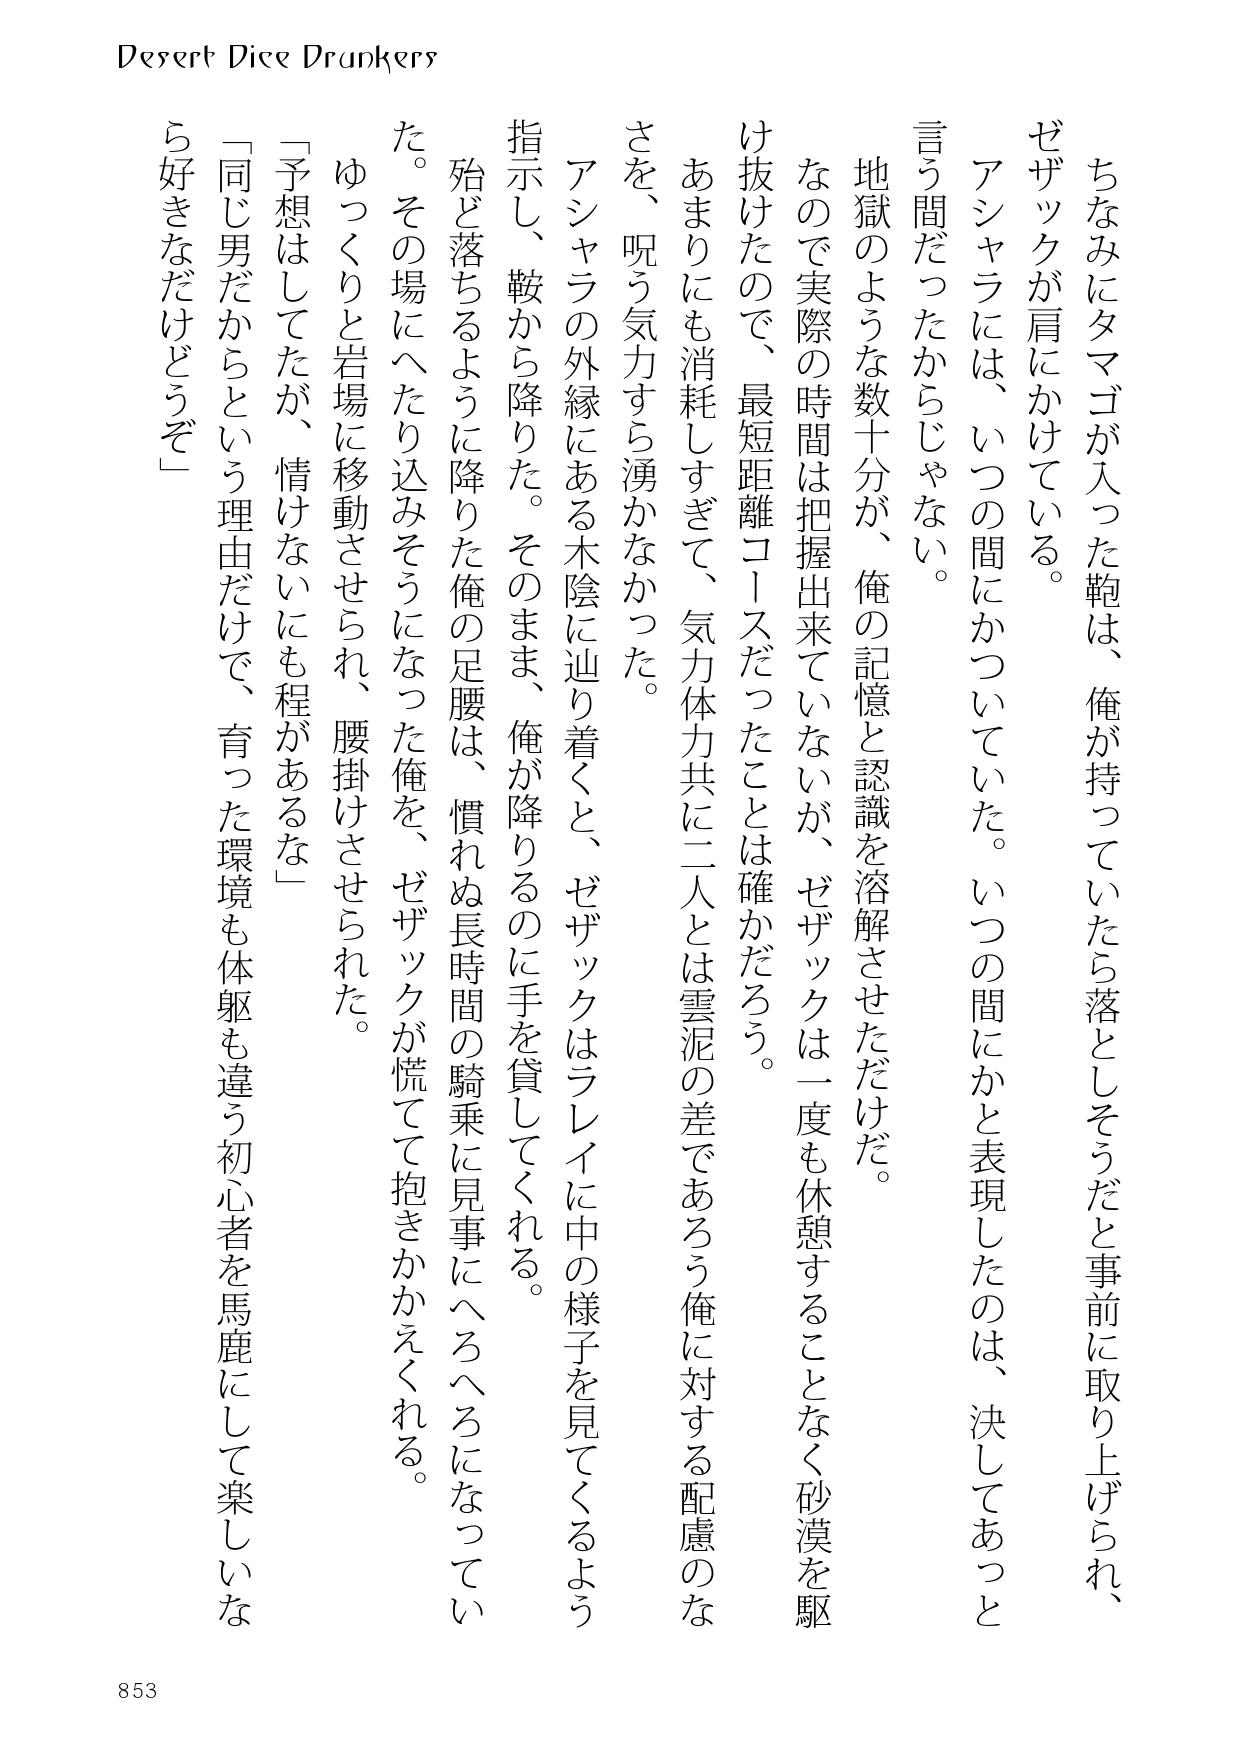 Desert Dice Drunkers
ちなみにタマゴが入った鞄は、俺が持っていたら落としそうだと事前に取り上げられ、
ゼザックが肩にかけている。
アシャラには、いつの間にかついていた。いつの間にかと表現したのは、決してあっと
言う間だったからじゃない。
地獄のような数十分が、俺の記憶と認識を溶解させただけだ。
なので実際の時間は把握出来ていないが、ゼザックは一度も休憩することなく砂漠を駆
け抜けたので、最短距離コースだったことは確かだろう。
あまりにも消耗しすぎて、気力体力共に二人とは雲泥の差であろう俺に対する配慮のな
さを、呪う気力すら湧かなかった。
アシャラの外縁にある木陰に辿り着くと、ゼザックはラレイに中の様子を見てくるよう
指示し、鞍から降りた。そのまま、俺が降りるのに手を貸してくれる。
殆ど落ちるように降りた俺の足腰は、慣れぬ長時間の騎乗に見事にへろへろになってい
た。その場にへたり込みそうになった俺を、ゼザックが慌てて抱きかかえくれる。
ゆっくりと岩場に移動させられ、腰掛けさせられた。
「予想はしてたが、情けないにも程があるな」
「同じ男だからという理由だけで、育った環境も体躯も違う初心者を馬鹿にして楽しいな
ら好きなだけどうぞ」
853